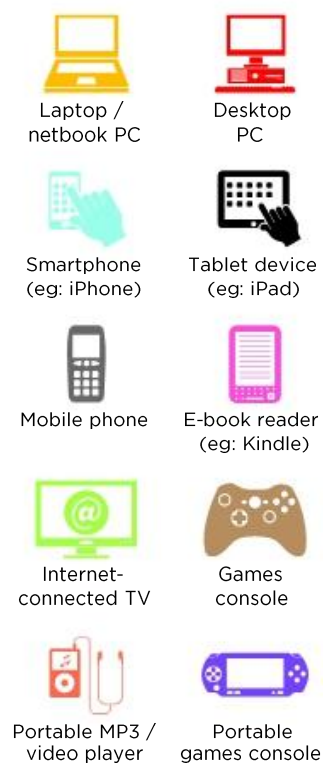 Laptop /
netbook PC
Desktop
PC
Smartphone
(eg: iPhone)
Tablet device
(eg: iPad)
Mobile phone
E-book reader
(eg: Kindle)
@
Internet-
connected TV
Games
console
Portable MP3 /
video player
Portable
games console